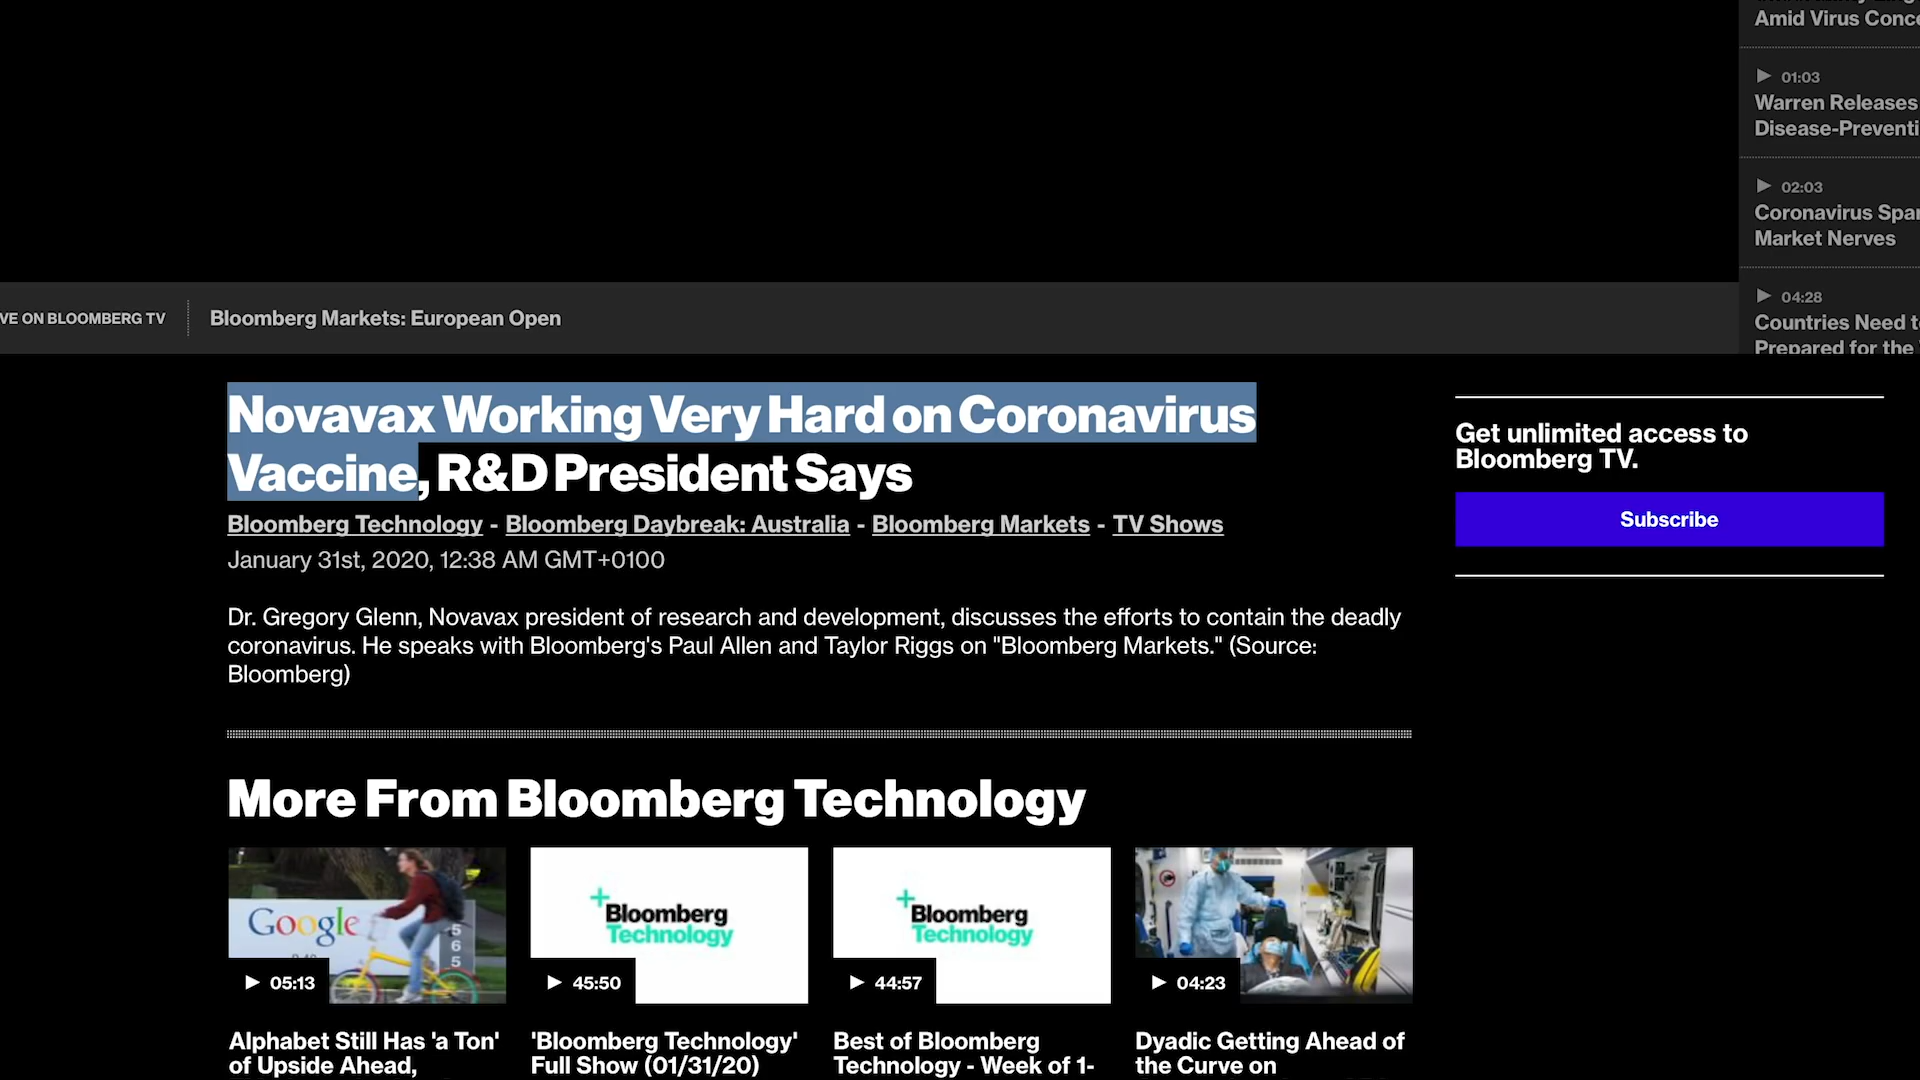 Amid Virus
01:03
Warren Releases
02:03
Coronavirus
Market Nerves
04:28
Countries Need
Prepared for the
ON BLOOMBERG TV
Bloomberg Markets: European Open
Novavax Working Very Hard on Coronavirus
Vaccine, R&D President Says
Bloomberg Technology - Bloomberg Daybreak: Australia - Bloomberg Markets - TV Shows
January 31st, 2020, 12:38 AM GMT+0100
Dr. Gregory Glenn, Novavax president of research and development, discusses the efforts to contain the deadly
coronavirus. He speaks with Bloomberg's Paul Allen and Taylor Riggs on "Bloomberg Markets." (Source:
Bloomberg)
Get unlimited access to
Bloomberg TV.
Subscribe
More From Bloomberg Technology
Google
565
05:13
Bloomberg
Technology
45:50
Bloomberg
Technology
44:57
04:23
Alphabet Still Has 'a Ton'
of Upside Ahead,
'Bloomberg Technology'
Full Show (01/31/20)
Best of Bloomberg
Technology - Week of 1-
Dyadic Getting Ahead of
the Curve on